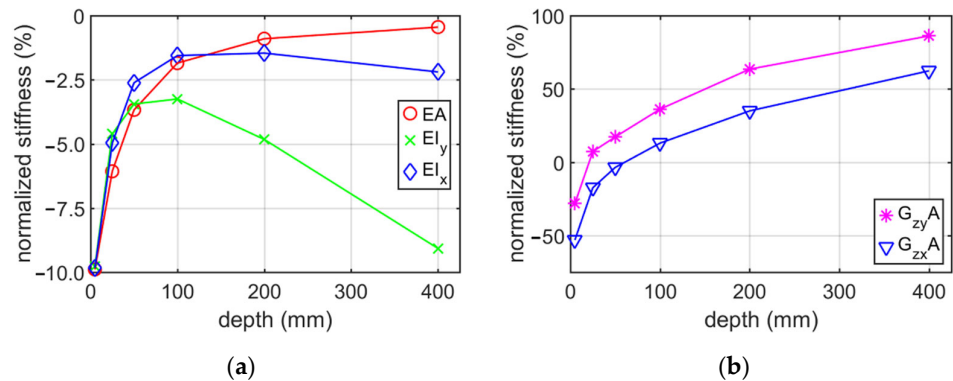 normalized stiffness (%)
0
−2.5
−5.0
−7.5
−10.0
0 100 200 300 400
depth (mm)
EA
EIy
EIx
(a)
normalized stiffness (%)
100
50
0
−50
0 100 200 300 400
depth (mm)
GzyA
GzxA
(b)